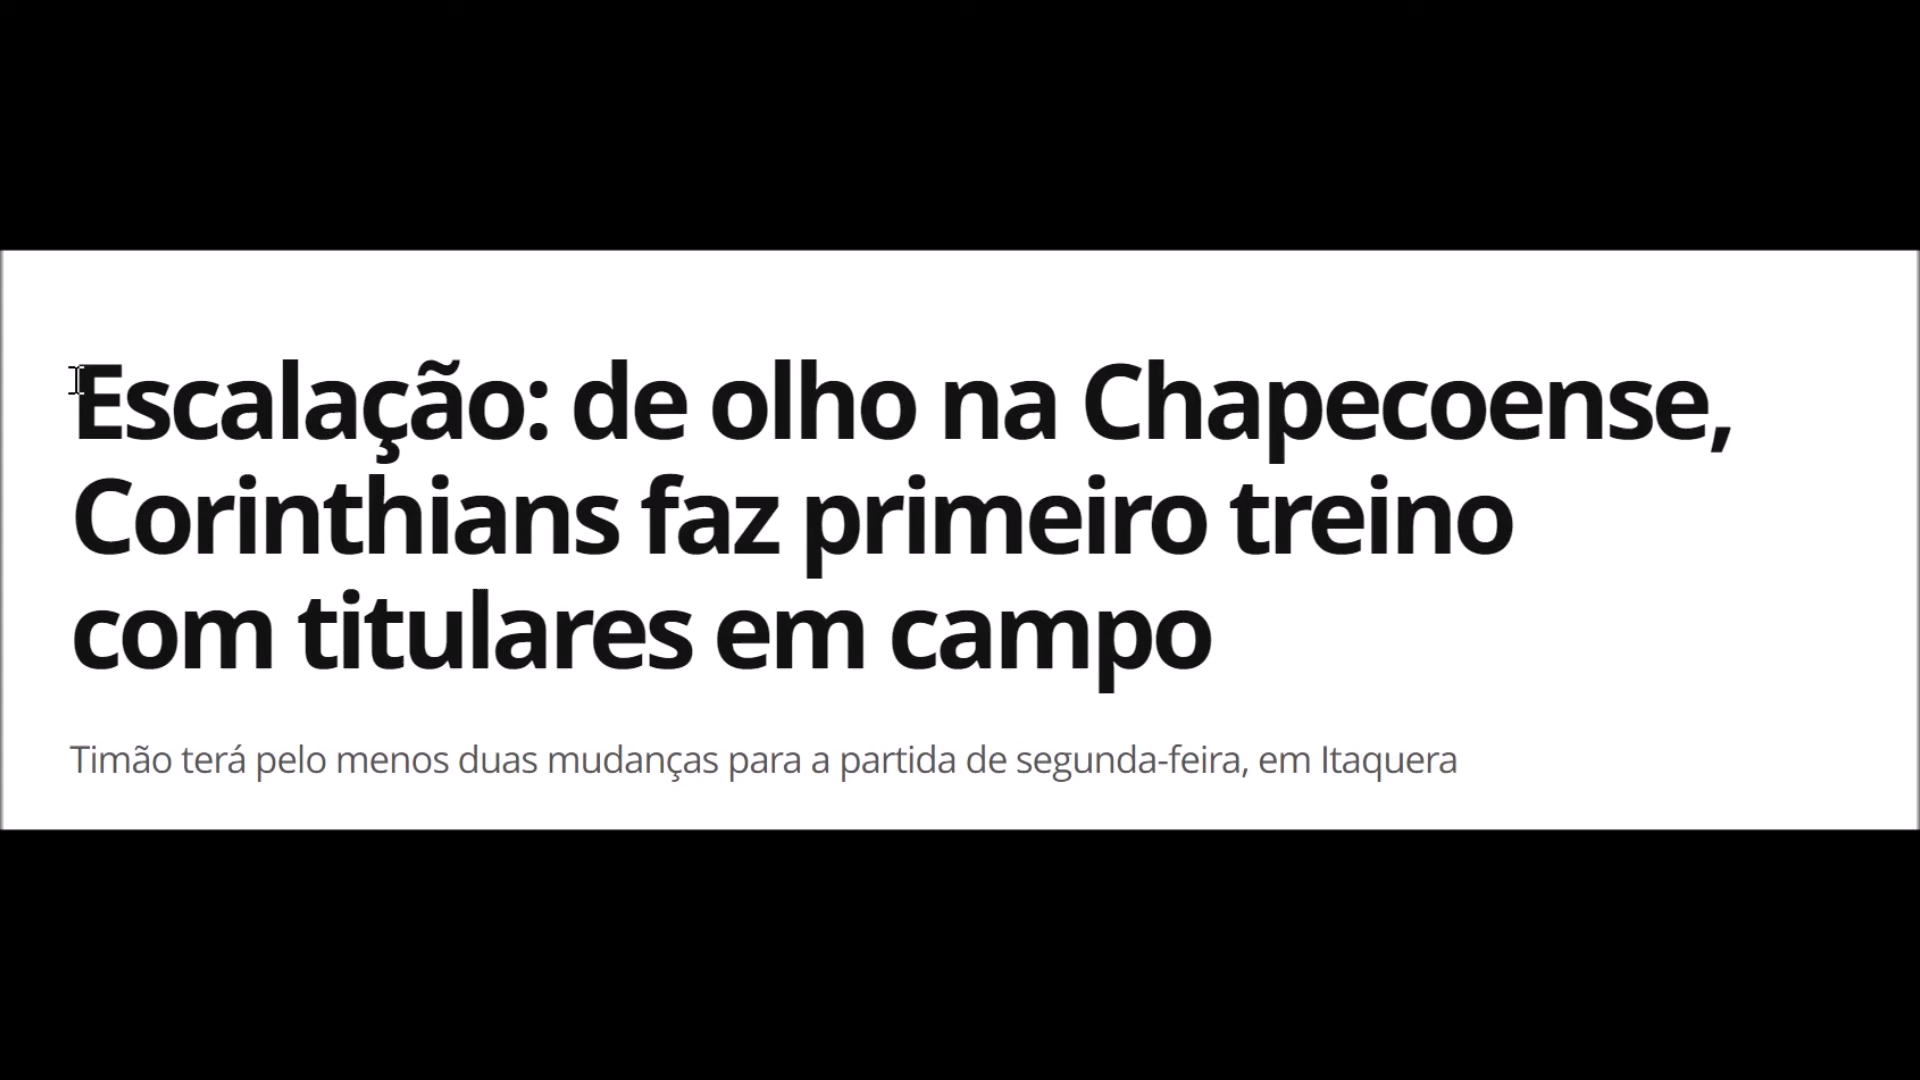 Escalação: de olho na Chapecoense,
Corinthians faz primeiro treino
com titulares em campo
Timão terá pelo menos duas mudanças para a partida de segunda-feira, em Itaquera